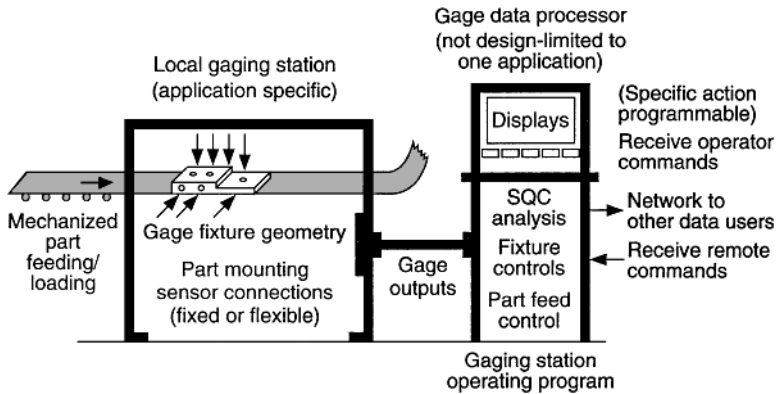 Gage data processor
(not design-limited to
one application)
Local gaging station
(application specific)
(Specific action
programmable)
Receive operator
commands
Displays
Mechanized
part
feeding/
loading
Gage fixture geometry
Part mounting
sensor connections
(fixed or flexible)
Gage
outputs
SQC
analysis
Fixture
controls
Part feed
control
Network to
other data users
Receive remote
commands
Gaging station
operating program